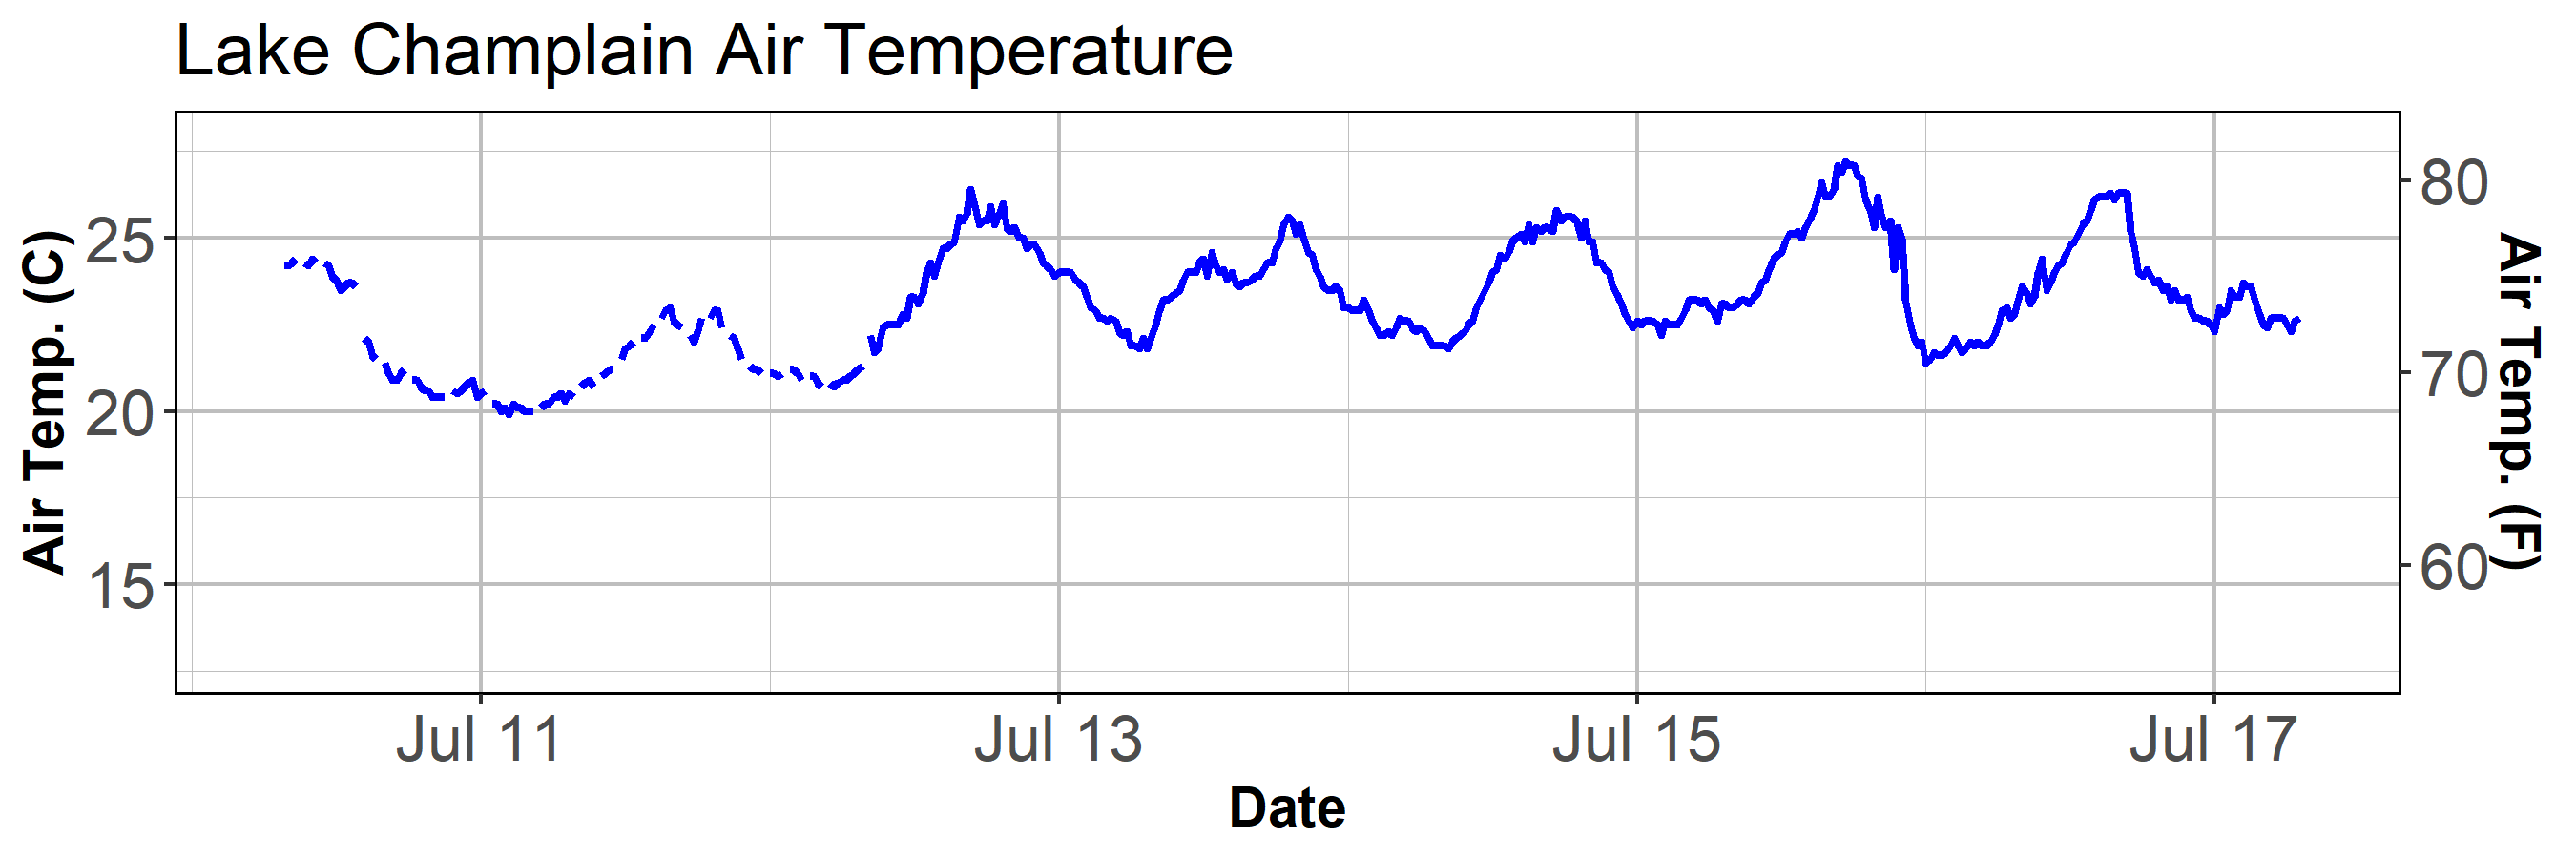 Lake Champlain Air Temperature
Air Temp. (C)
25
20
15
80
70
60
Air Temp. (F)
Jul 11
Jul 13
Jul 15
Jul 17
Date